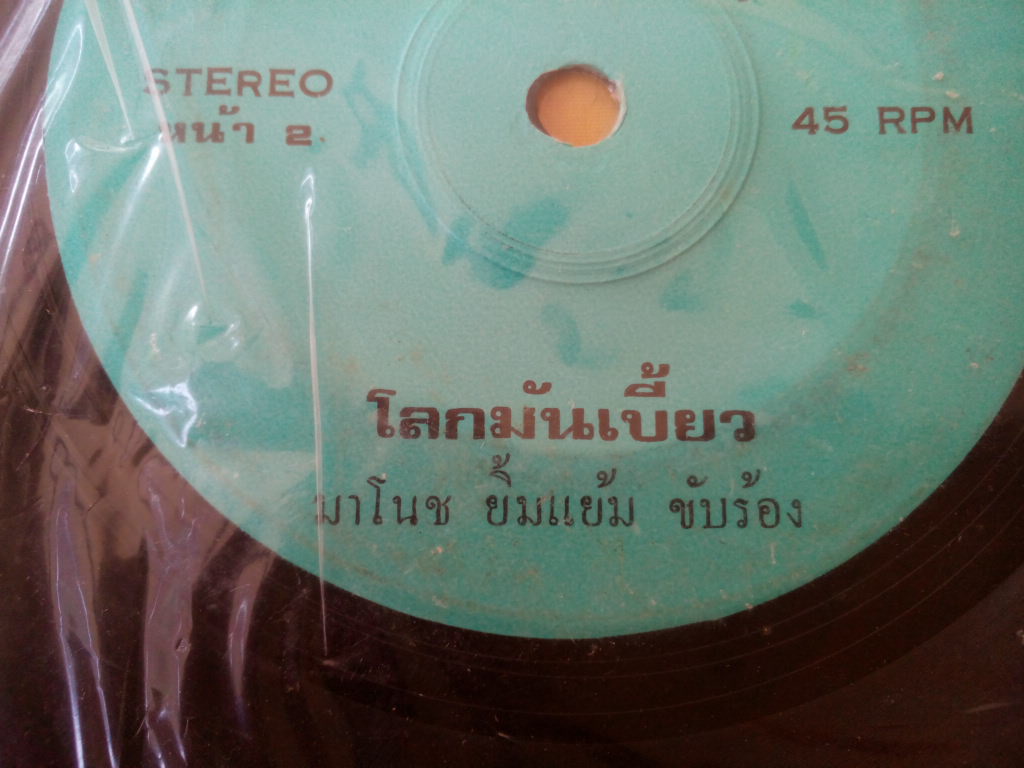 STEREO
หน้า 2.
45 RPM
โลกมันเบี้ยว
มาโนช ยิ้มแย้ม ขับร้อง